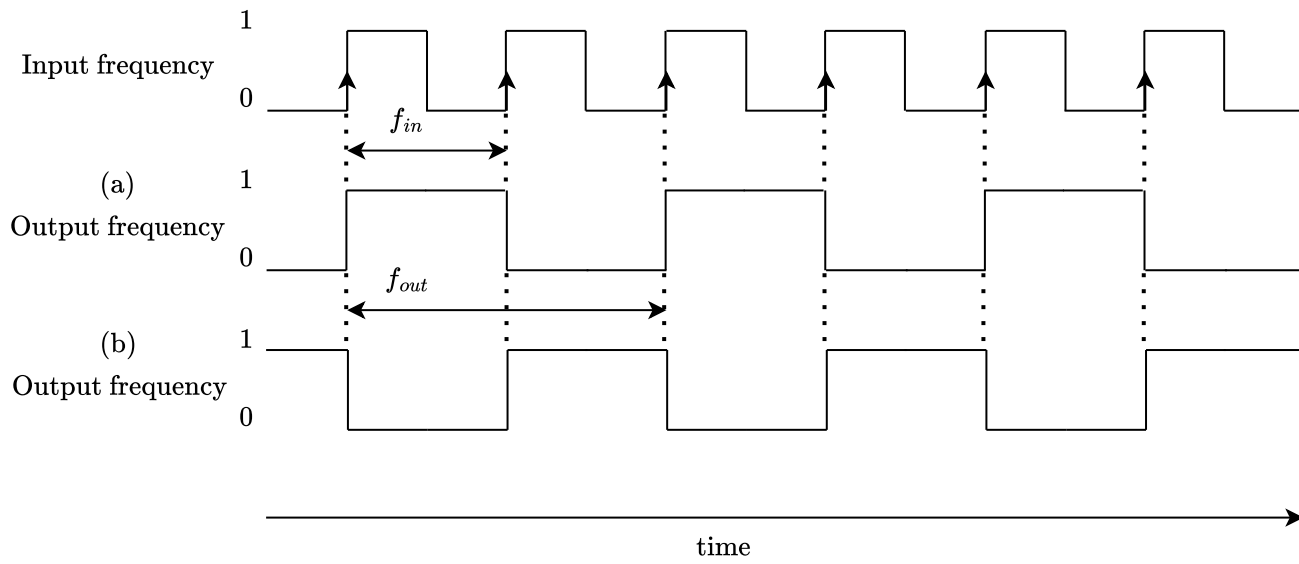 1
Input frequency
0
f_in
(a)
1
Output frequency
0
f_out
(b)
1
Output frequency
0
time